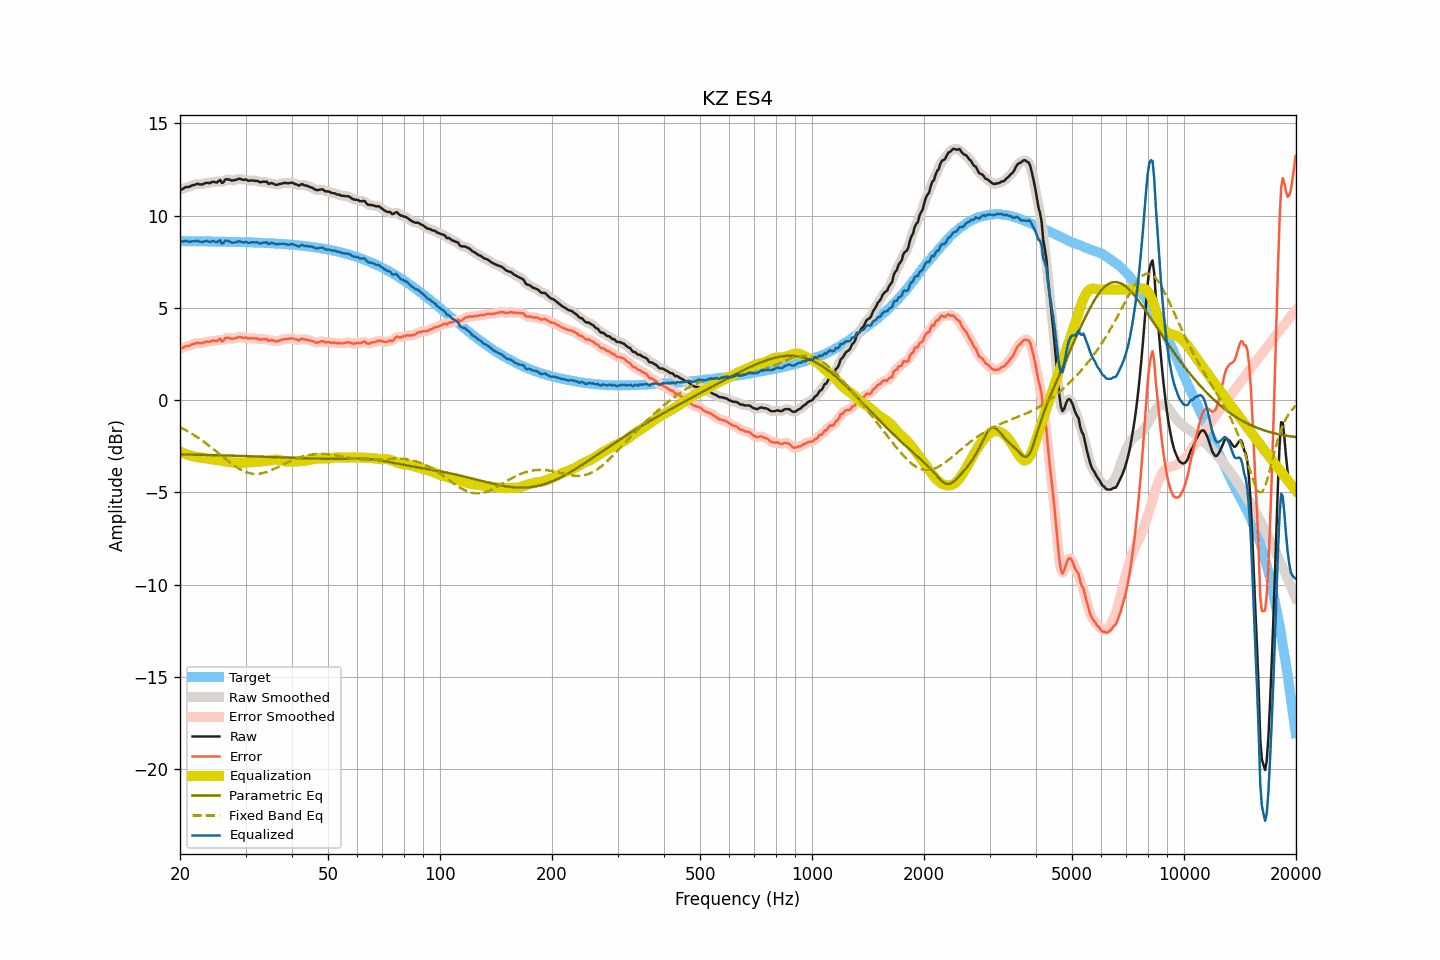 KZ ES4
15
10
5
0
−5
−10
−15
−20
Amplitude (dBr)
Target
Raw Smoothed
Error Smoothed
Raw
Error
Equalization
Parametric Eq
Fixed Band Eq
Equalized
20 50 100 200 500 1000 2000 5000 10000 20000
Frequency (Hz)